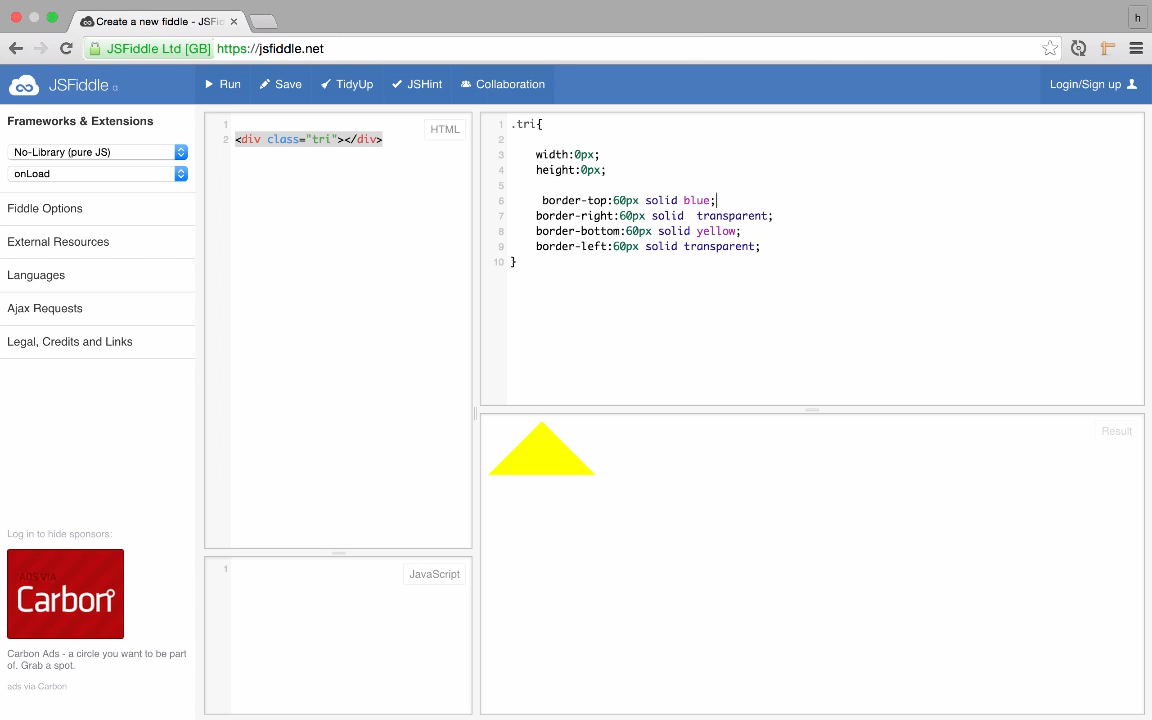 Create a new fiddle - JSFid
h
JSFiddle Ltd [GB] https://jsfiddle.net
JSFiddle α
Run
Save
TidyUp
JSHint
Collaboration
Login/Sign up
Frameworks & Extensions
No-Library (pure JS)
onLoad
Fiddle Options
External Resources
Languages
Ajax Requests
Legal, Credits and Links
Log in to hide sponsors:
ADS VIA
Carbon
Carbon Ads - a circle you want to be part
of. Grab a spot.
ads via Carbon
HTML
1
2 <div class="tri"></div>
JavaScript
1
1 .tri{
2
3 width:0px;
4 height:0px;
5
6 border-top:60px solid blue;
7 border-right:60px solid  transparent;
8 border-bottom:60px solid yellow;
9 border-left:60px solid transparent;
10 }
Result